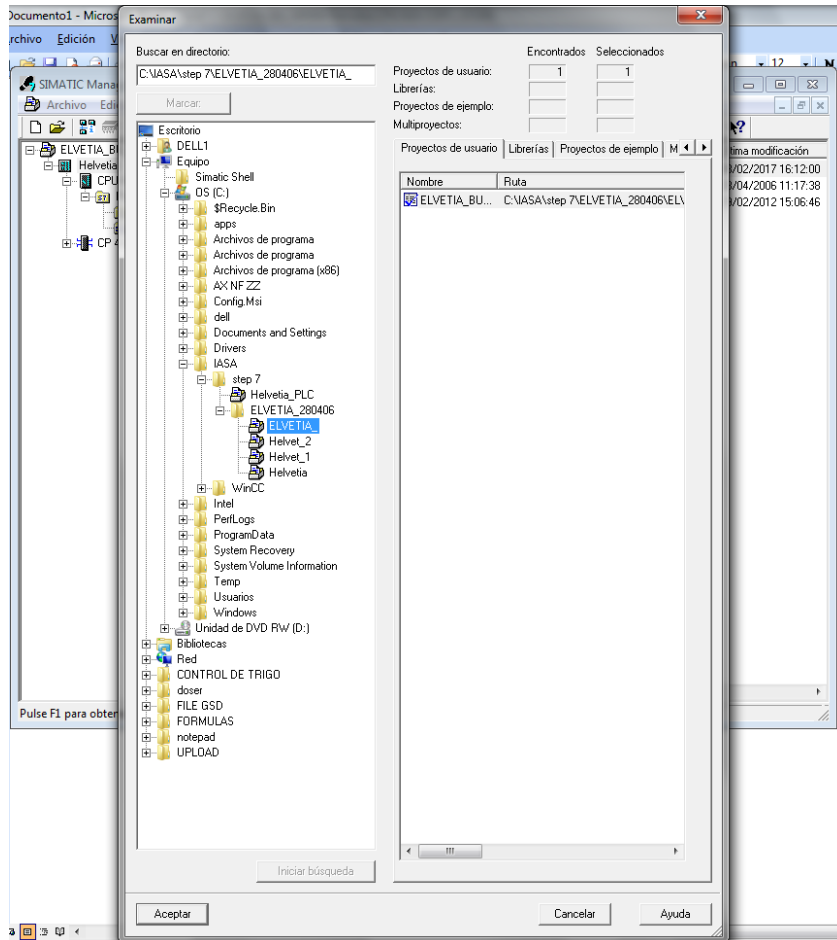 Documento1 - Micros
Examinar
rchivo Edición V
12 N
SIMATIC Mana
Archivo Edi
ELVETIA_B
Helvetia
CPU
S7
CP 4
Pulse F1 para obter
Buscar en directorio:
C:\IASA\step 7\ELVETIA_280406\ELVETIA_
Marcar:
Escritorio
DELL1
Equipo
Simatic Shell
OS (C:)
$Recycle.Bin
apps
Archivos de programa
Archivos de programa
Archivos de programa (x86)
AX NF ZZ
Config.Msi
dell
Documents and Settings
Drivers
IASA
step 7
Helvetia_PLC
ELVETIA_280406
ELVETIA_
Helvet_2
Helvet_1
Helvetia
WinCC
Intel
PerfLogs
ProgramData
System Recovery
System Volume Information
Temp
Usuarios
Windows
Unidad de DVD RW (D:)
Bibliotecas
Red
CONTROL DE TRIGO
doser
FILE GSD
FORMULAS
notepad
UPLOAD
Iniciar búsqueda
Encontrados Seleccionados
Proyectos de usuario: 1 1
Librerías:
Proyectos de ejemplo:
Multiproyectos:
Proyectos de usuario Librerías Proyectos de ejemplo M
Nombre Ruta
ELVETIA_BU... C:\IASA\step 7\ELVETIA_280406\EL\
tima modificación
/02/2017 16:12:00
/04/2006 11:17:38
/02/2012 15:06:46
Aceptar Cancelar Ayuda